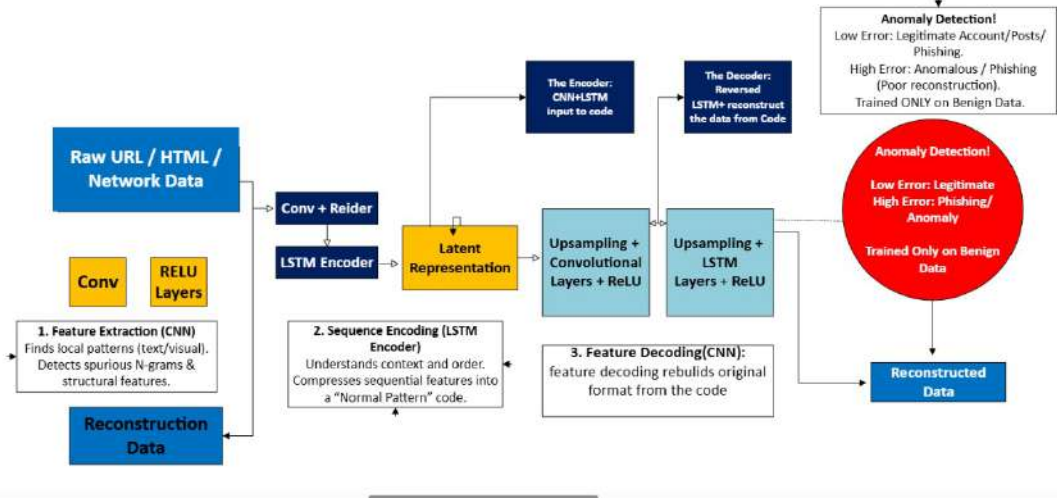 Anomaly Detection!
Low Error: Legitimate Account/Posts/
Phishing.
High Error: Anomalous / Phishing
(Poor reconstruction).
Trained ONLY on Benign Data.
The Encoder:
CNN+LSTM
input to code
The Decoder:
Reversed
LSTM+ reconstruct
the data from Code
Raw URL / HTML /
Network Data
Anomaly Detection!
Low Error: Legitimate
High Error: Phishing/
Anomaly
Trained Only on Benign
Data
Conv + Reider
LSTM Encoder
Latent
Representation
Upsampling +
Convolutional
Layers + ReLU
Upsampling +
LSTM
Layers + ReLU
Conv
RELU
Layers
1. Feature Extraction (CNN)
Finds local patterns (text/visual).
Detects spurious N-grams &
structural features.
2. Sequence Encoding (LSTM
Encoder)
Understands context and order.
Compresses sequential features into
a "Normal Pattern" code.
3. Feature Decoding(CNN):
feature decoding rebulids original
format from the code
Reconstructed
Data
Reconstruction
Data